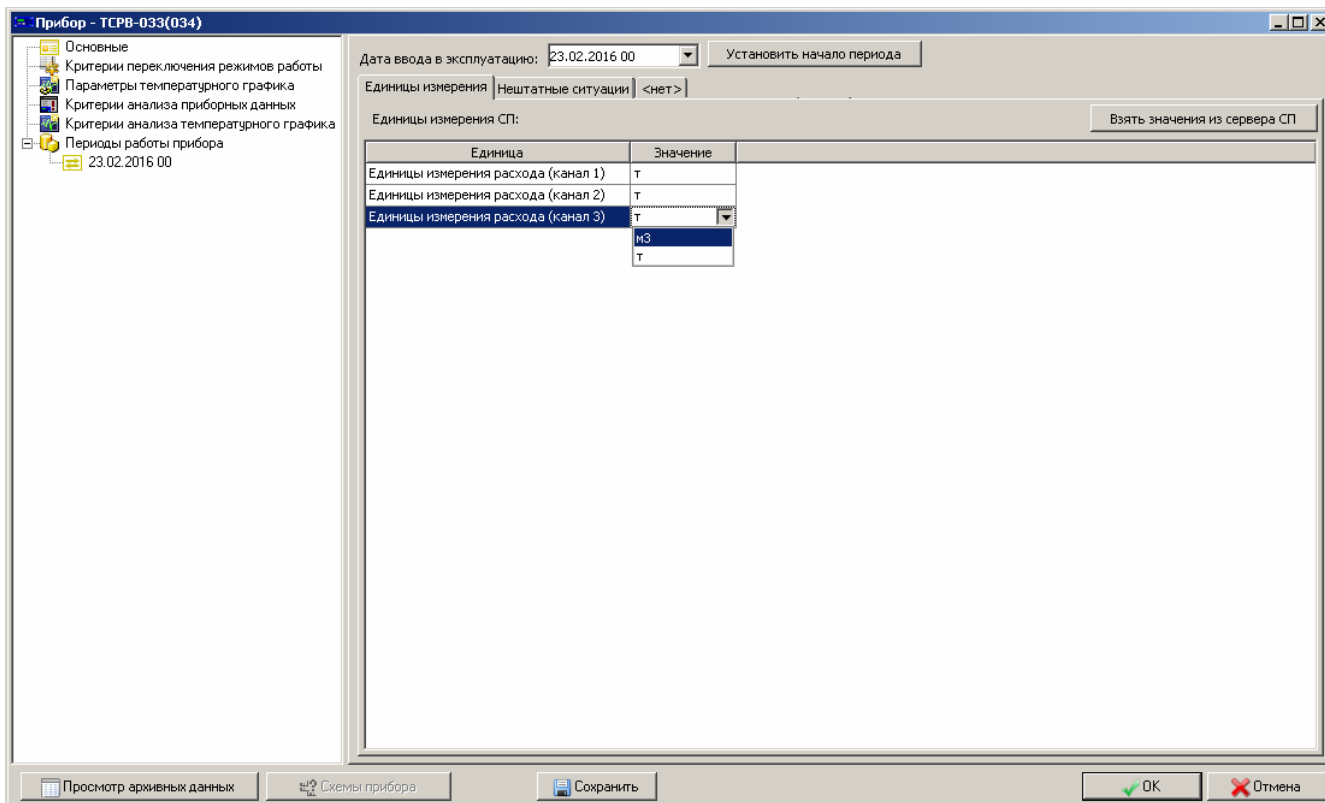 Прибор - ТСРВ-033(034)
Основные
Критерии переключения режимов работы
Параметры температурного графика
Критерии анализа приборных данных
Критерии анализа температурного графика
Периоды работы прибора
23.02.2016 00
Дата ввода в эксплуатацию: 23.02.2016 00 Установить начало периода
Единицы измерения Нештатные ситуации <нет>
Единицы измерения СП: Взять значения из сервера СП
Единица Значение
Единицы измерения расхода (канал 1) т
Единицы измерения расхода (канал 2) т
Единицы измерения расхода (канал 3) т
м3
т
Просмотр архивных данных Схемы прибора Сохранить OK Отмена